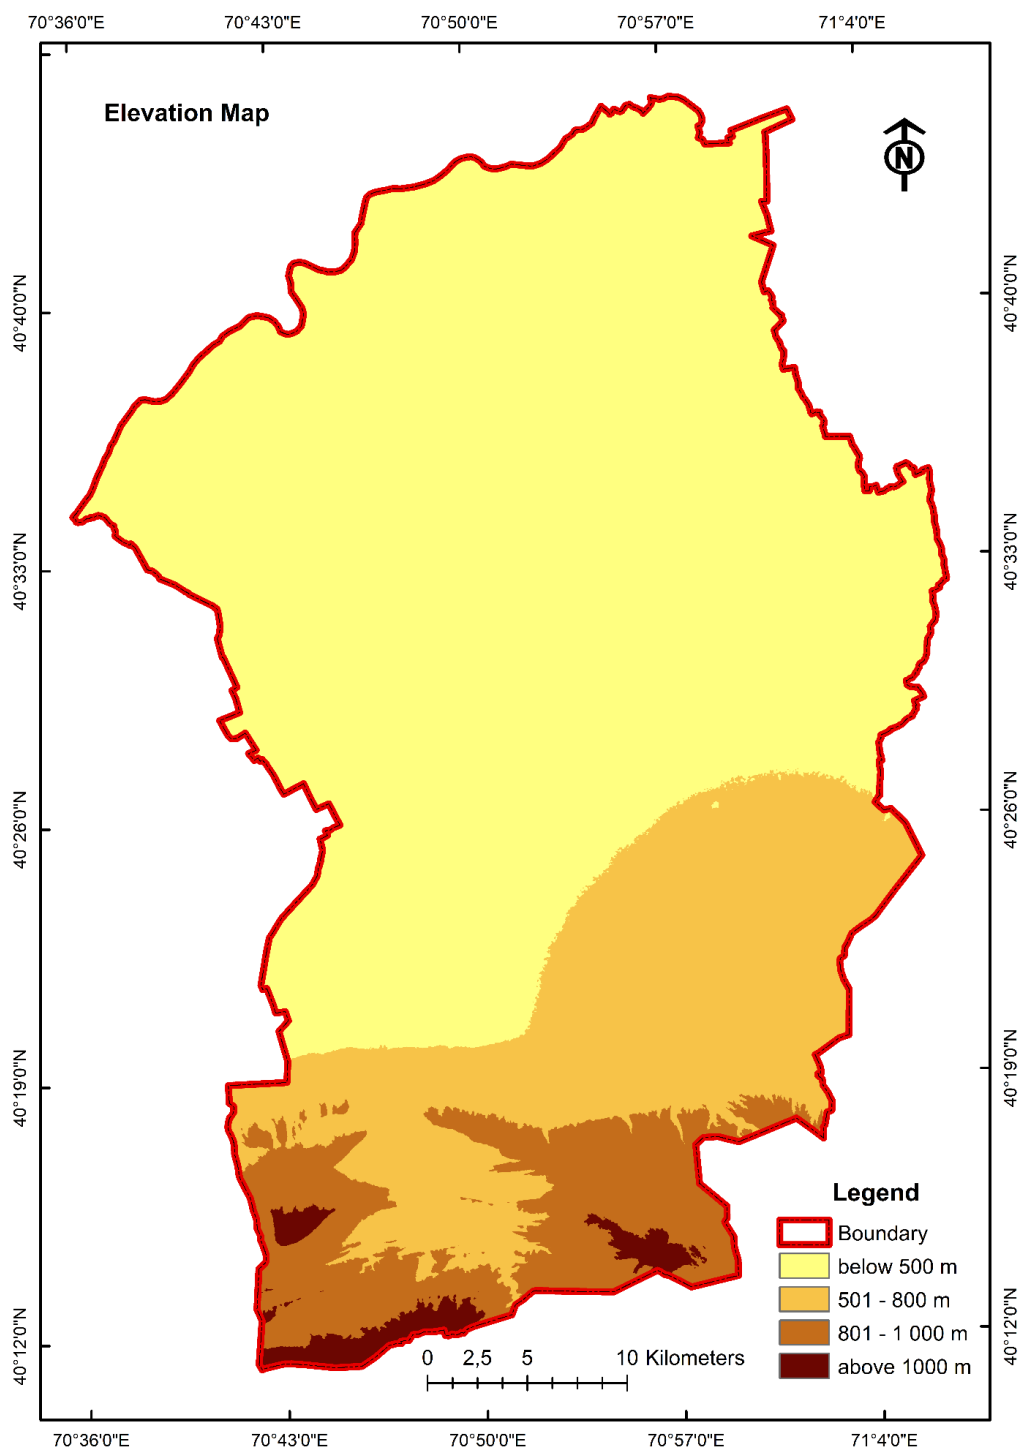 70°36'0"E 70°43'0"E 70°50'0"E 70°57'0"E 71°4'0"E
Elevation Map
N
40°40'0"N 40°40'0"N
40°33'0"N 40°33'0"N
40°26'0"N 40°26'0"N
40°19'0"N 40°19'0"N
40°12'0"N 40°12'0"N
Legend
Boundary
below 500 m
501 - 800 m
801 - 1 000 m
above 1000 m
0 2,5 5 10 Kilometers
70°36'0"E 70°43'0"E 70°50'0"E 70°57'0"E 71°4'0"E